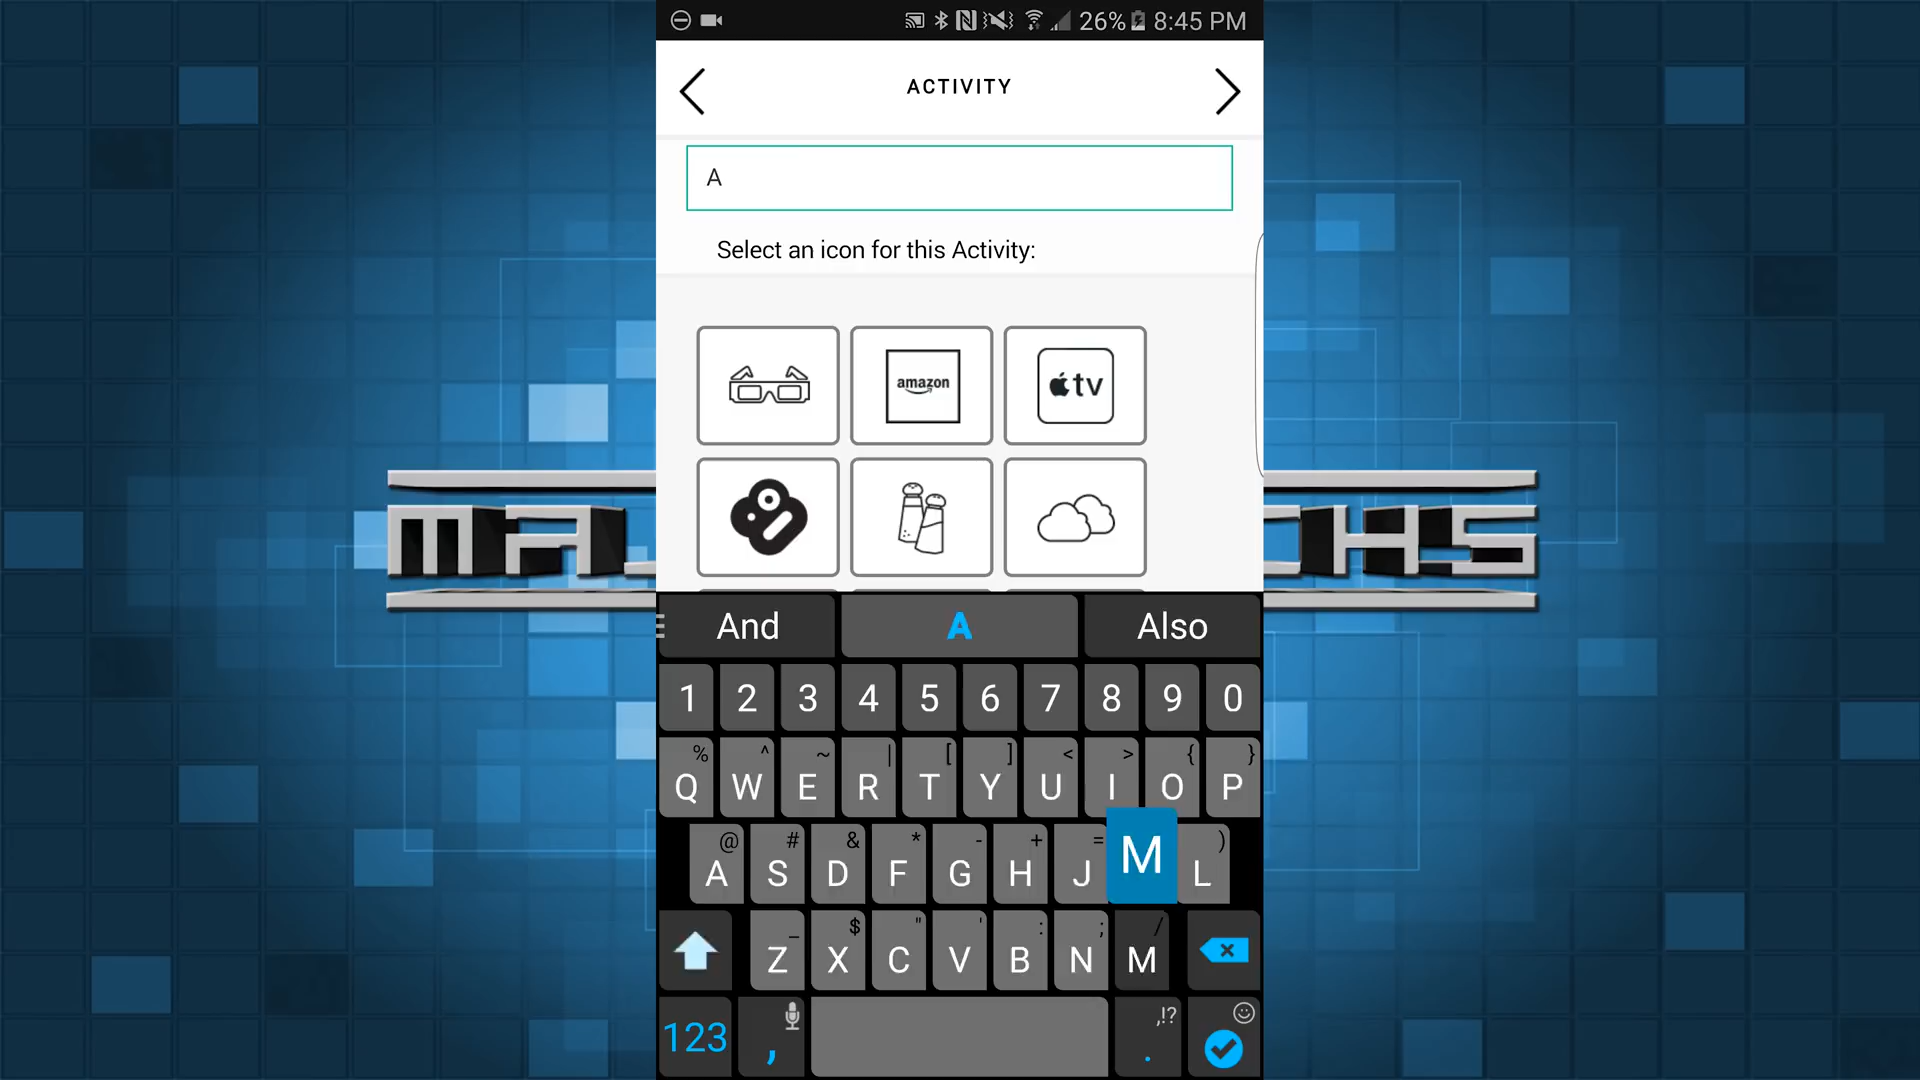 26% 8:45 PM
ACTIVITY
A
Select an icon for this Activity:
amazon
tv
And A Also
1 2 3 4 5 6 7 8 9 0
% ^ ~ | [ ] < > { }
Q W E R T Y U I O P
@ # & * - + = )
A S D F G H J M L
_ $ " ' : ; /
Z X C V B N M
,!?
123 , .